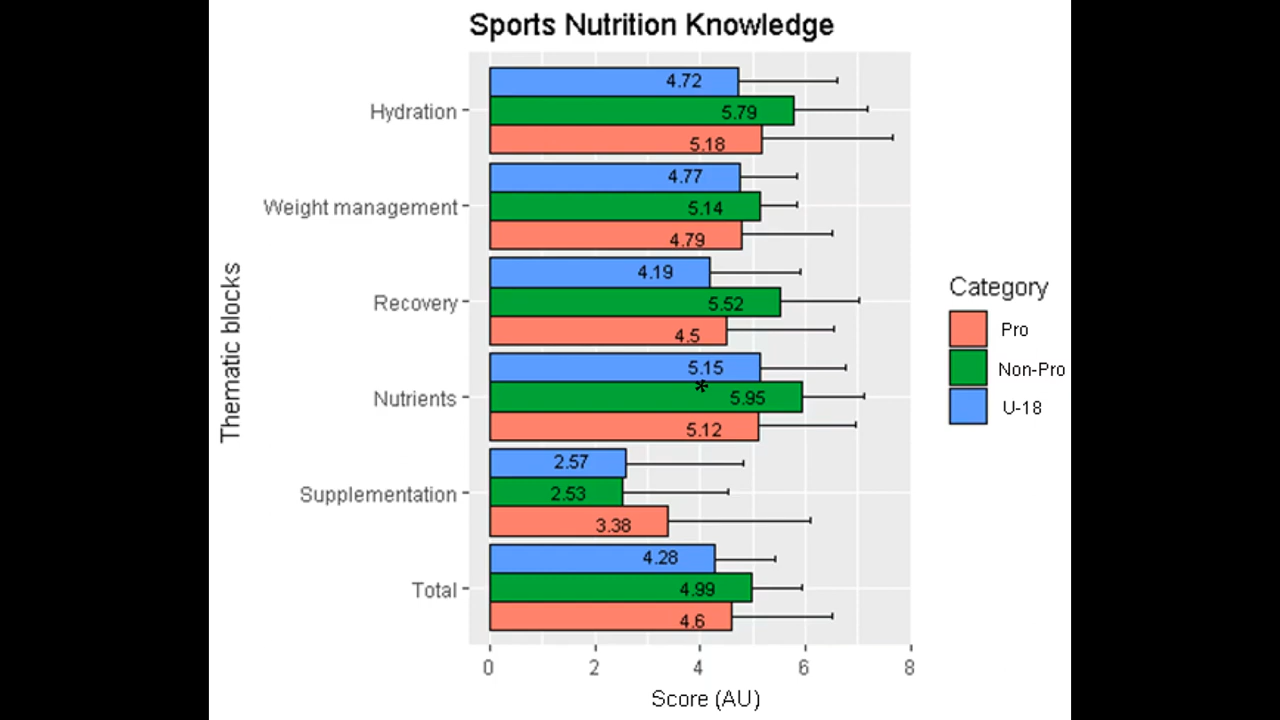 Sports Nutrition Knowledge
Thematic blocks
Hydration
4.72
5.79
5.18
Weight management
4.77
5.14
4.79
Recovery
4.19
5.52
4.5
Nutrients
5.15
*
5.95
5.12
Supplementation
2.57
2.53
3.38
Total
4.28
4.99
4.6
0 2 4 6 8
Score (AU)
Category
Pro
Non-Pro
U-18